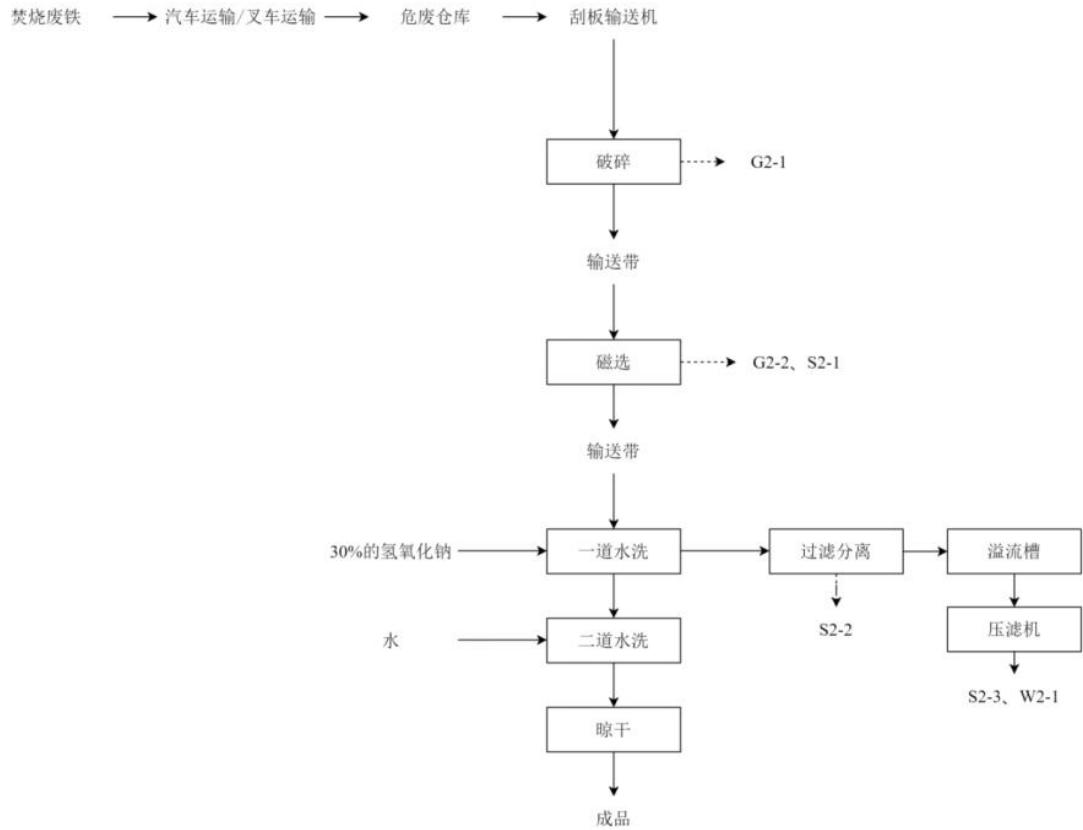 焚烧废铁 汽车运输/叉车运输 危废仓库 刮板输送机
破碎 G2-1
输送带
磁选 G2-2、S2-1
输送带
30%的氢氧化钠 一道水洗 过滤分离 溢流槽
水 二道水洗 S2-2 压滤机
S2-3、W2-1
晾干
成品